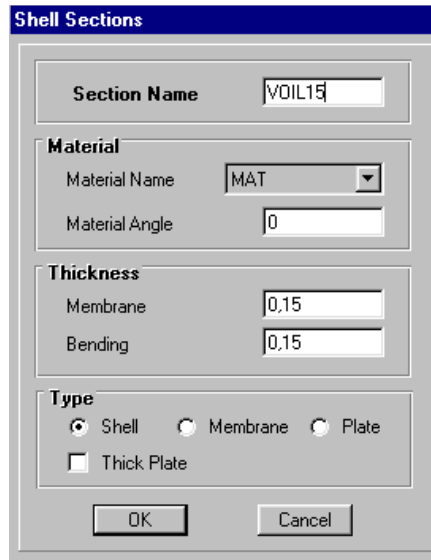 Shell Sections
Section Name VOIL15
Material
Material Name MAT
Material Angle 0
Thickness
Membrane 0,15
Bending 0,15
Type
Shell Membrane Plate
Thick Plate
OK Cancel